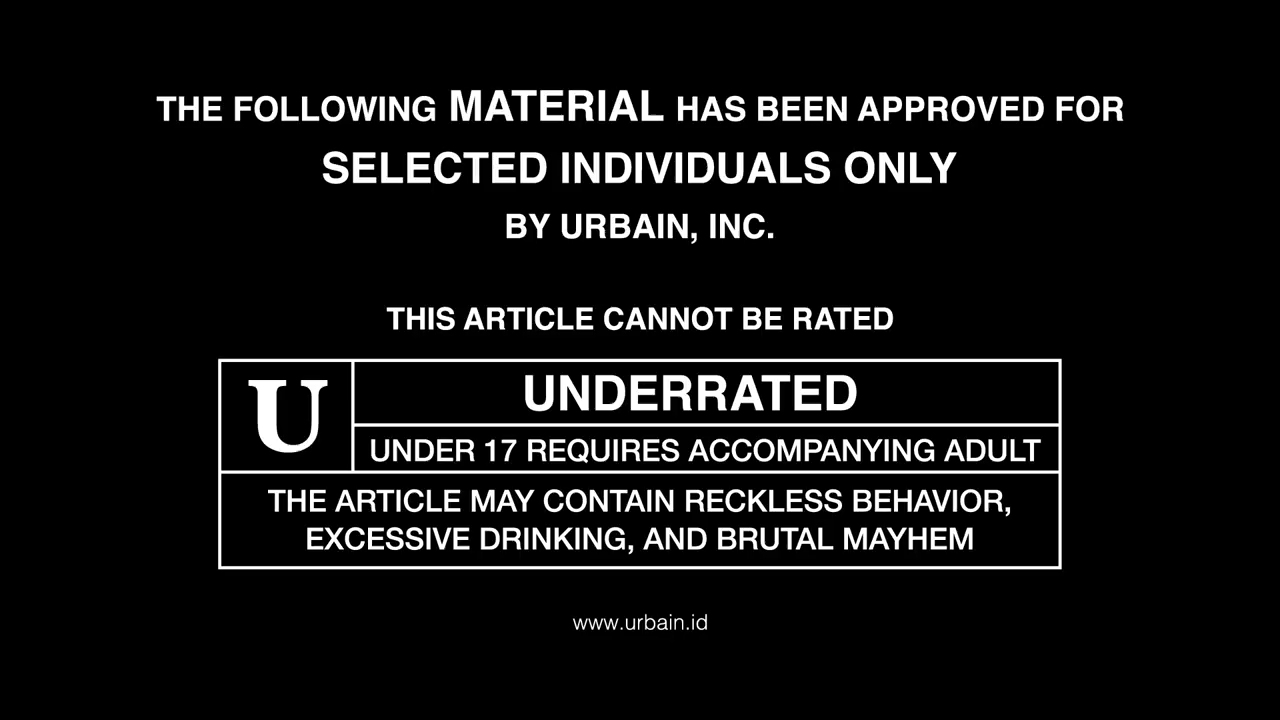 THE FOLLOWING MATERIAL HAS BEEN APPROVED FOR
SELECTED INDIVIDUALS ONLY
BY URBAIN, INC.
THIS ARTICLE CANNOT BE RATED
U
UNDERRATED
UNDER 17 REQUIRES ACCOMPANYING ADULT
THE ARTICLE MAY CONTAIN RECKLESS BEHAVIOR,
EXCESSIVE DRINKING, AND BRUTAL MAYHEM
www.urbain.id